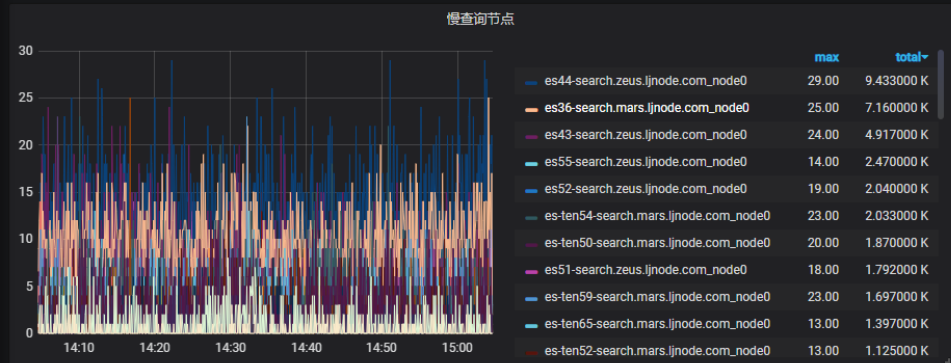 慢查询节点
30
25
20
15
10
5
0
14:10 14:20 14:30 14:40 14:50 15:00
max total
es44-search.zeus.ljnode.com_node0 29.00 9.433000 K
es36-search.mars.ljnode.com_node0 25.00 7.160000 K
es43-search.zeus.ljnode.com_node0 24.00 4.917000 K
es55-search.zeus.ljnode.com_node0 14.00 2.470000 K
es52-search.zeus.ljnode.com_node0 19.00 2.040000 K
es-ten54-search.mars.ljnode.com_node0 23.00 2.033000 K
es-ten50-search.mars.ljnode.com_node0 20.00 1.870000 K
es51-search.zeus.ljnode.com_node0 18.00 1.792000 K
es-ten59-search.mars.ljnode.com_node0 23.00 1.697000 K
es-ten65-search.mars.ljnode.com_node0 13.00 1.397000 K
es-ten52-search.mars.ljnode.com_node0 13.00 1.125000 K